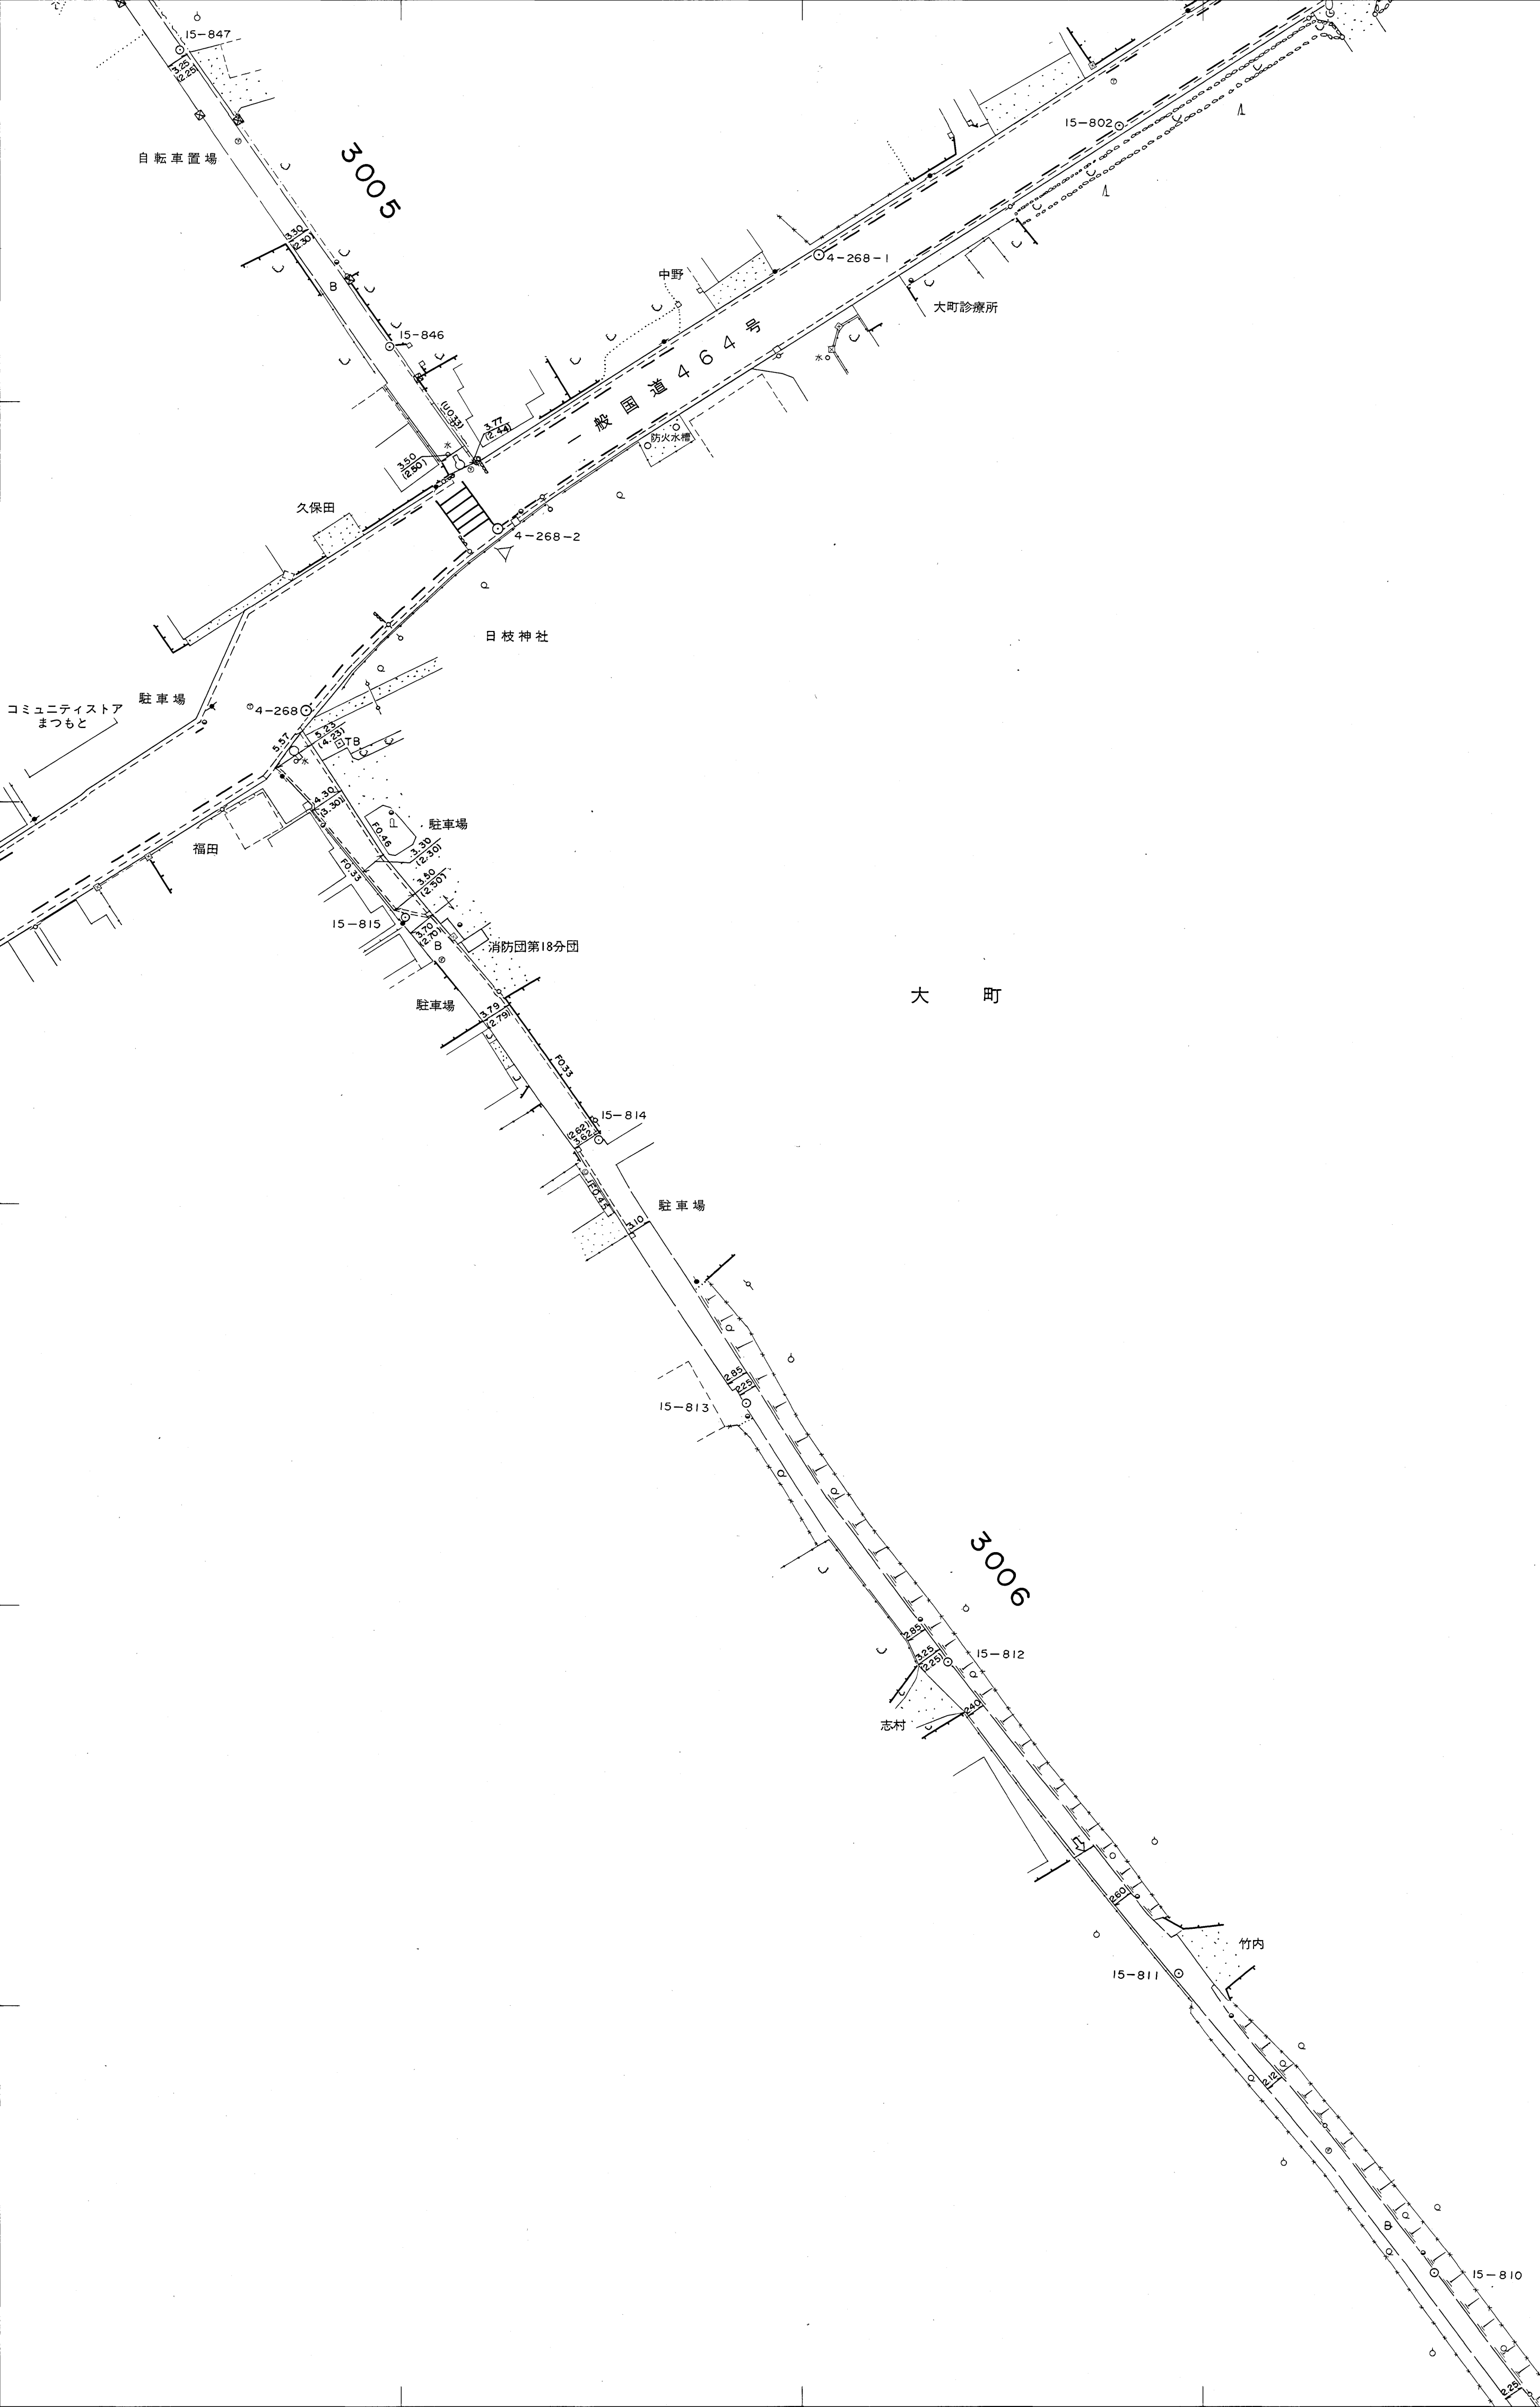 15-847
3.25
(2.25)
自転車置場
3005
15-802
3.30
(2.30)
B
中野
4-268-1
大町診療所
15-846
一般国道464号
水
(U0.33)
3.77
(2.44)
防火水槽
水
3.50
(2.50)
久保田
4-268-2
日枝神社
駐車場
コミュニティストア
まつもと
4-268
5.57
5.23
(4.23)
TB
水
4.30
(3.30)
F0.46
駐車場
福田
3.30
(2.30)
F0.33
3.50
(2.50)
15-815
3.70
(2.70)
B
消防団第18分団
大町
駐車場
3.79
(2.79)
F0.33
15-814
(2.62)
3.62
駐車場
3.10
2.85
2.25
15-813
3006
2.85
3.25
(2.25)
15-812
2.40
志村
2.60
竹内
15-811
2.12
B
15-810
2.25